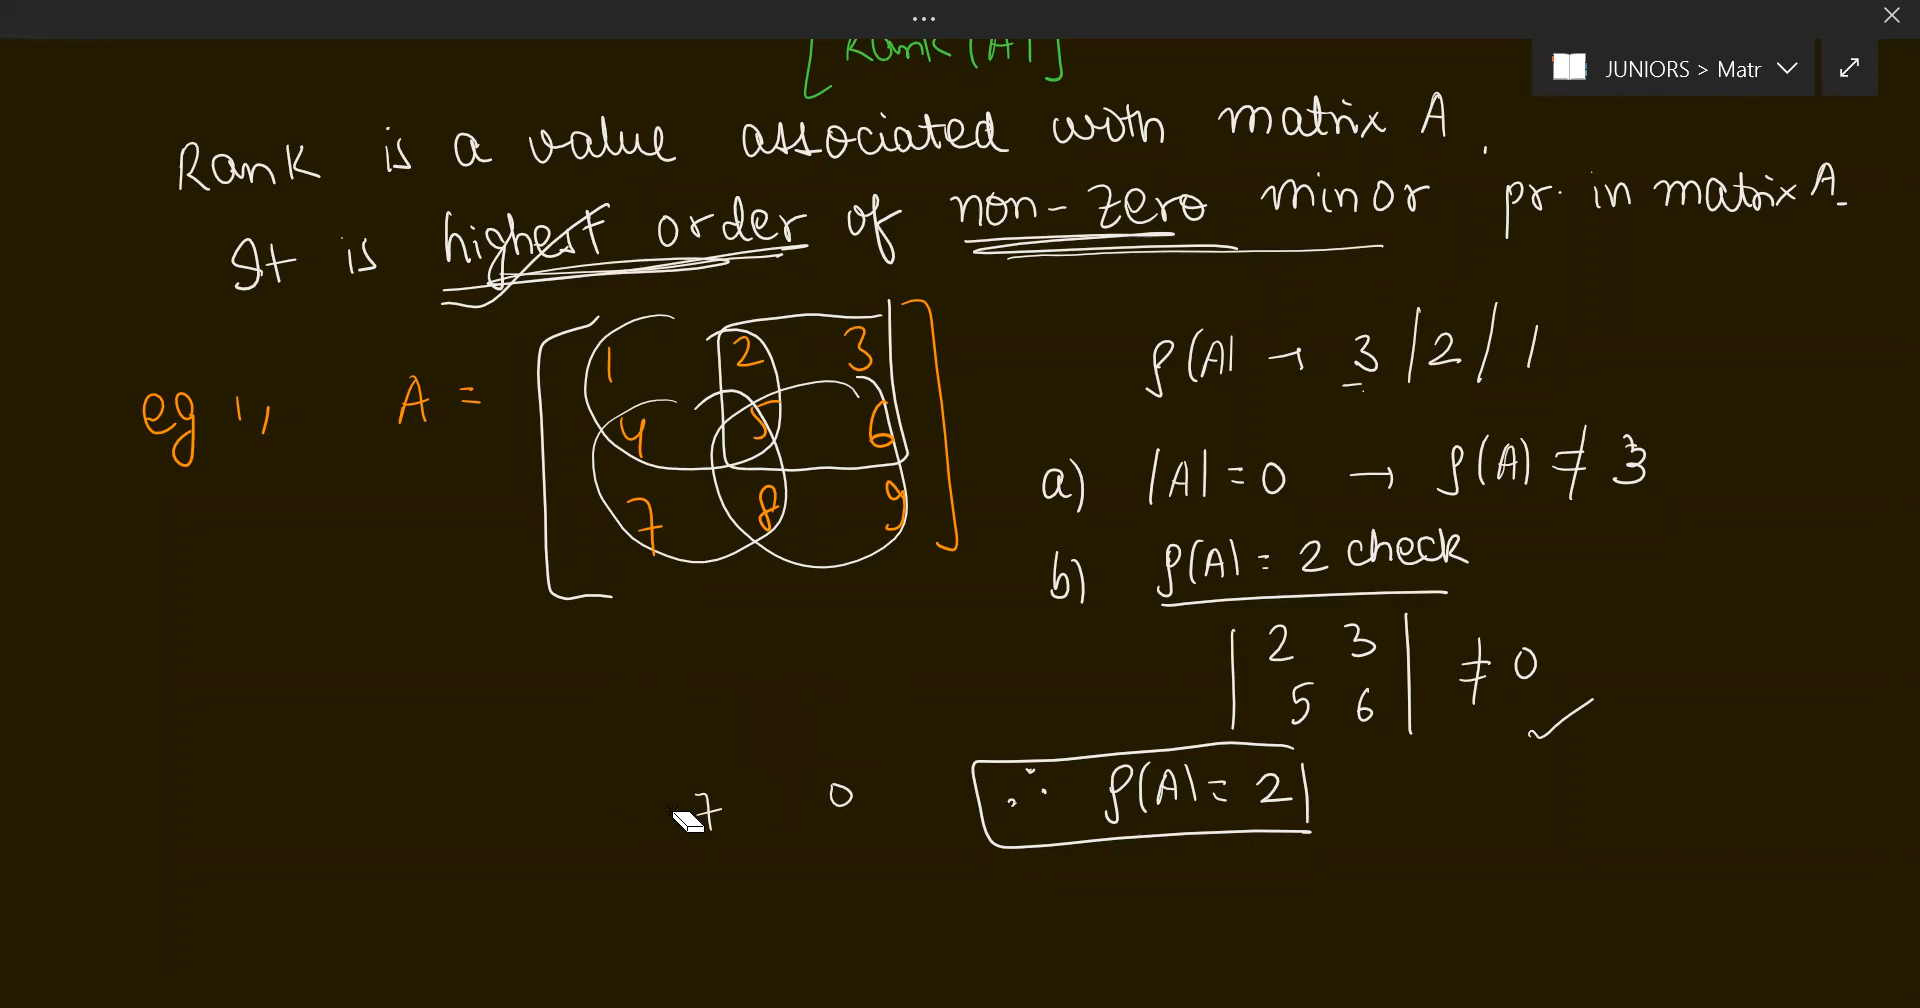 ...
JUNIORS > Matr
[Rank(A)]
Rank is a value associated with matrix A.
It is highest order of non-zero minor pr. in matrix A.
eg 1, A = [1 2 3
4 5 6
7 8 9]
ρ(A) → 3/2/1
a) |A| = 0 → ρ(A) ≠ 3
b) ρ(A) = 2 check
|2 3
5 6| ≠ 0 ✓
7 0
∴ ρ(A) = 2